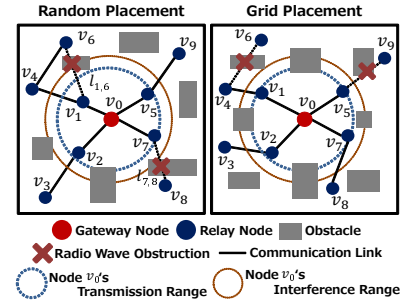 Random Placement
Grid Placement
v6
v9
v4
l1,6
v1
v0
v5
v7
v2
v3
l7,8
v8
v6
v9
v4
v1
v0
v5
v7
v2
v3
v8
Gateway Node
Relay Node
Obstacle
Radio Wave Obstruction
Communication Link
Node v0's
Transmission Range
Node v0's
Interference Range